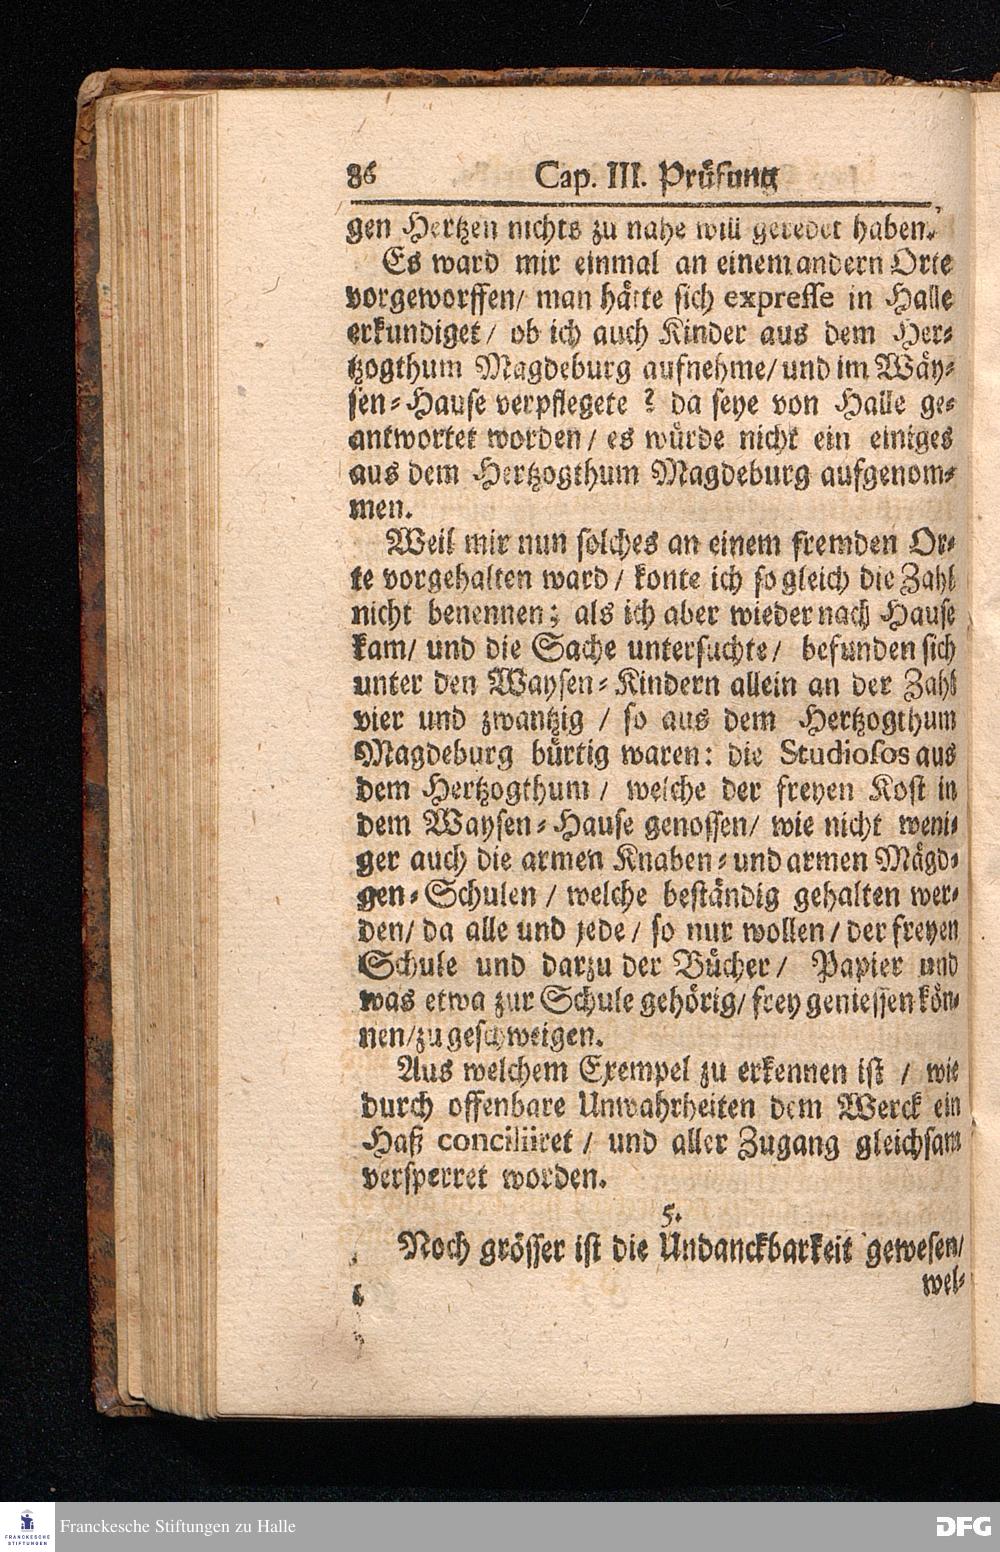 86 Cap. III. Prüfung
gen Hertzen nichts zu nahe will geredet haben.
Es ward mir einmal an einem andern Orte
vorgeworffen/ man hätte sich expresse in Halle
erkundiget/ ob ich auch Kinder aus dem Her-
tzogthum Magdeburg aufnehme/ und im Wäy-
sen-Hause verpflegete? da seye von Halle ge-
antwortet worden/ es würde nicht ein einiges
aus dem Hertzogthum Magdeburg aufgenom-
men.
Weil mir nun solches an einem fremden Or-
te vorgehalten ward/ konte ich so gleich die Zahl
nicht benennen; als ich aber wieder nach Hause
kam/ und die Sache untersuchte/ befunden sich
unter den Waysen-Kindern allein an der Zahl
vier und zwantzig / so aus dem Hertzogthum
Magdeburg bürtig waren: die Studiosos aus
dem Hertzogthum / welche der freyen Kost in
dem Waysen-Hause genossen/ wie nicht weni-
ger auch die armen Knaben- und armen Mägd-
gen-Schulen / welche beständig gehalten wer-
den/ da alle und jede/ so nur wollen/ der freyen
Schule und darzu der Bücher/ Papier und
was etwa zur Schule gehörig/ frey geniessen kön-
nen/ zu geschweigen.
Aus welchem Exempel zu erkennen ist / wie
durch offenbare Unwahrheiten dem Werck ein
Haß conciliiret / und aller Zugang gleichsam
versperret worden.
5.
Noch grösser ist die Undanckbarkeit gewesen/
wel-
FRANCKESCHE
STIFTUNGEN
Franckesche Stiftungen zu Halle
DFG